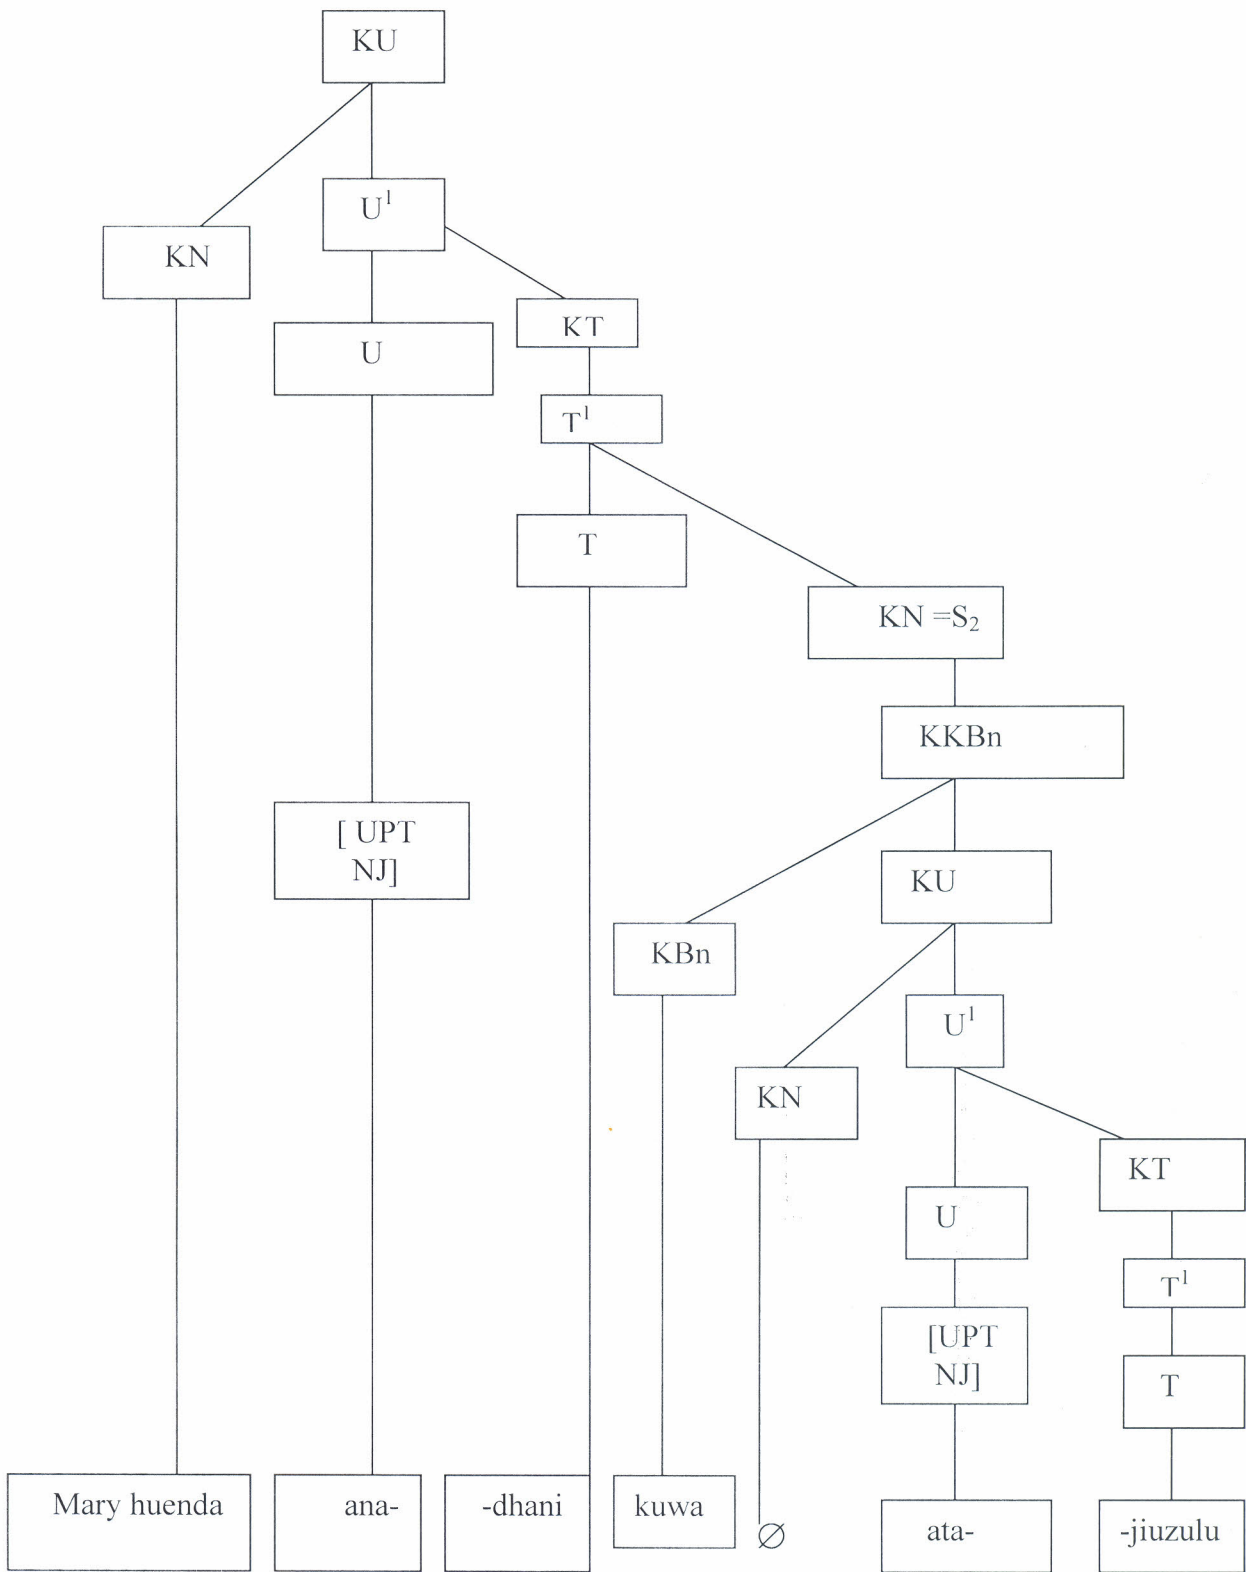 KU
U¹
KN
KT
U
T¹
T
KN =S₂
KKBn
[ UPT
NJ]
KU
KBn
U¹
KN
KT
U
T¹
[UPT
NJ]
T
Mary huenda
ana-
-dhani
kuwa
∅
ata-
-jiuzulu